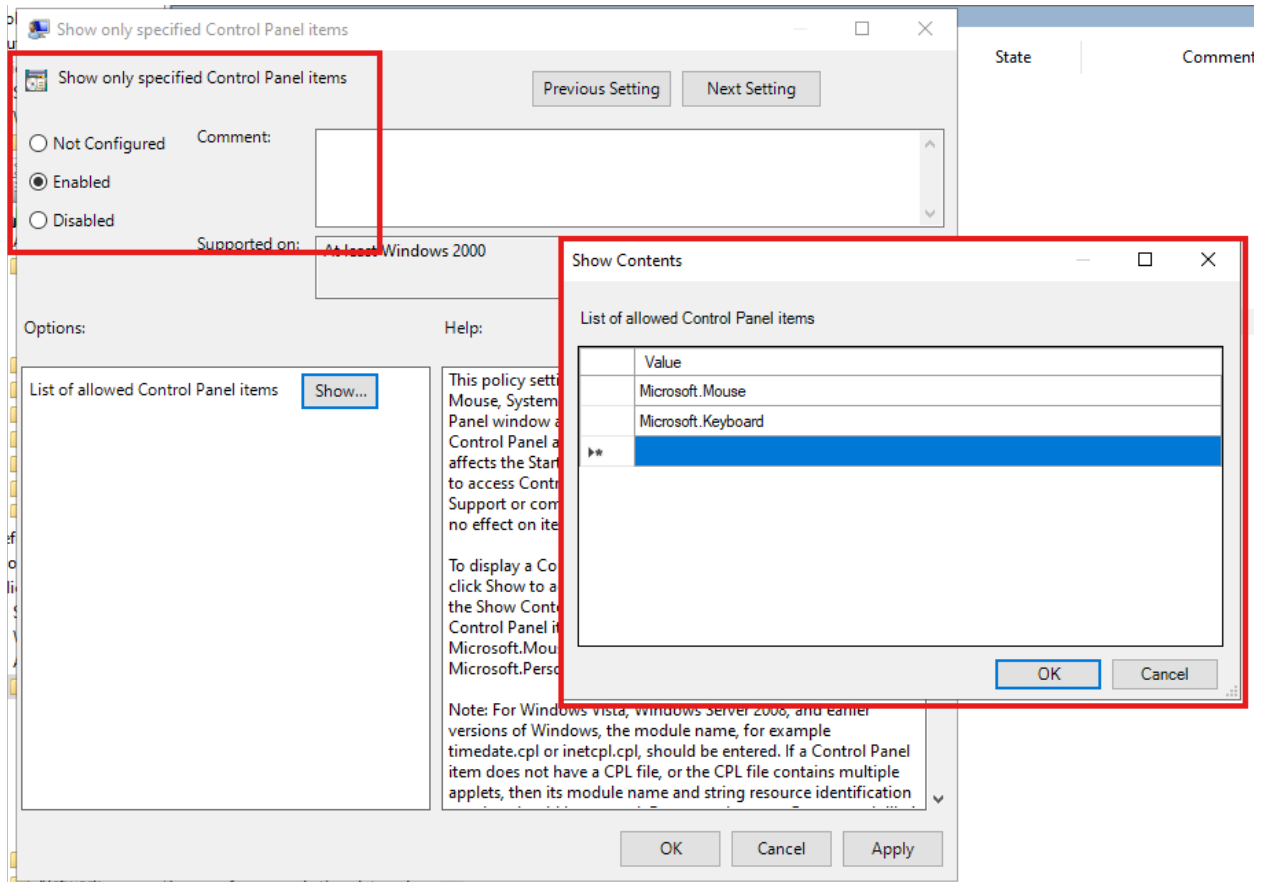 Show only specified Control Panel items
Show only specified Control Panel items
Previous Setting
Next Setting
State
Comment
Not Configured
Enabled
Disabled
Comment:
Supported on:
At least Windows 2000
Options:
Help:
List of allowed Control Panel items
Show...
This policy setti
Mouse, System
Panel window a
Control Panel a
affects the Start
to access Contr
Support or com
no effect on ite
To display a Co
click Show to a
the Show Conte
Control Panel it
Microsoft.Mou
Microsoft.Perso
Note: For Windows Vista, Windows Server 2008, and earlier
versions of Windows, the module name, for example
timedate.cpl or inetcpl.cpl, should be entered. If a Control Panel
item does not have a CPL file, or the CPL file contains multiple
applets, then its module name and string resource identification
Show Contents
List of allowed Control Panel items
Value
Microsoft.Mouse
Microsoft.Keyboard
OK
Cancel
OK
Cancel
Apply